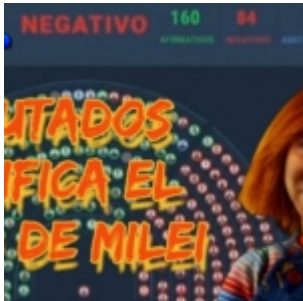 NEGATIVO 160 84
AFIRMATIVOS NEGATIVOS
UTADOS
IFICA EL
DE MILEI